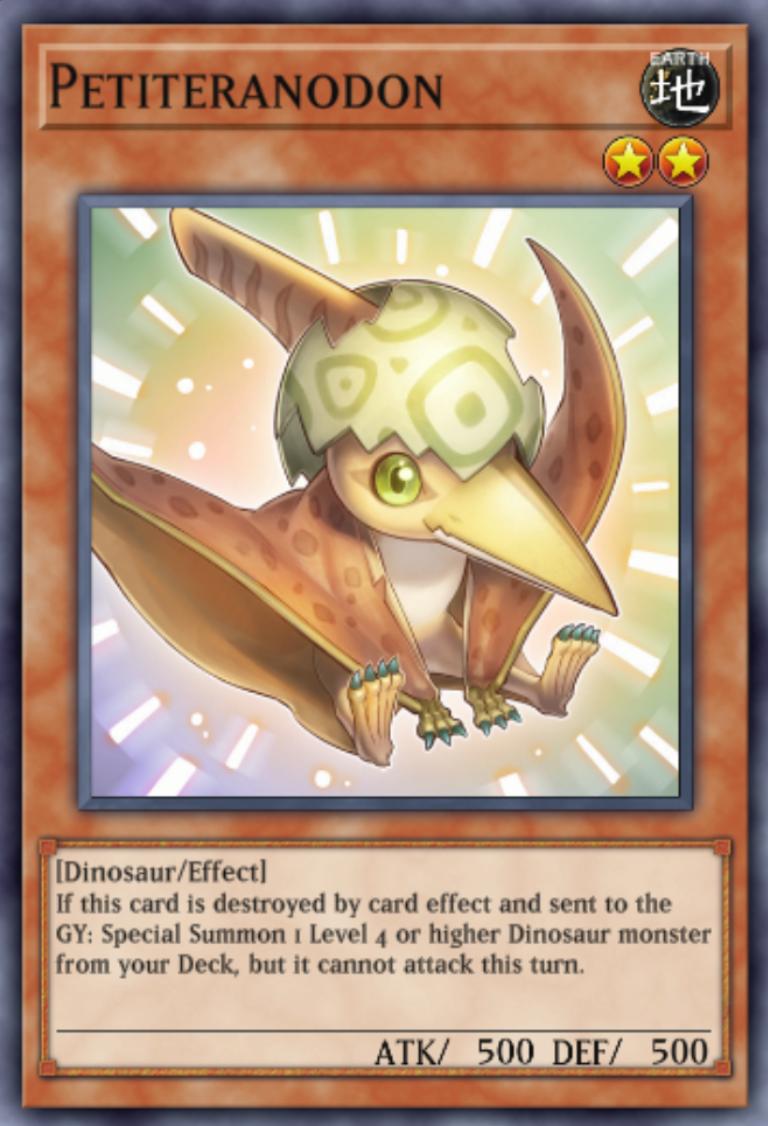 PETITERANODON
EARTH
地
[Dinosaur/Effect]
If this card is destroyed by card effect and sent to the
GY: Special Summon 1 Level 4 or higher Dinosaur monster
from your Deck, but it cannot attack this turn.
ATK/ 500 DEF/ 500